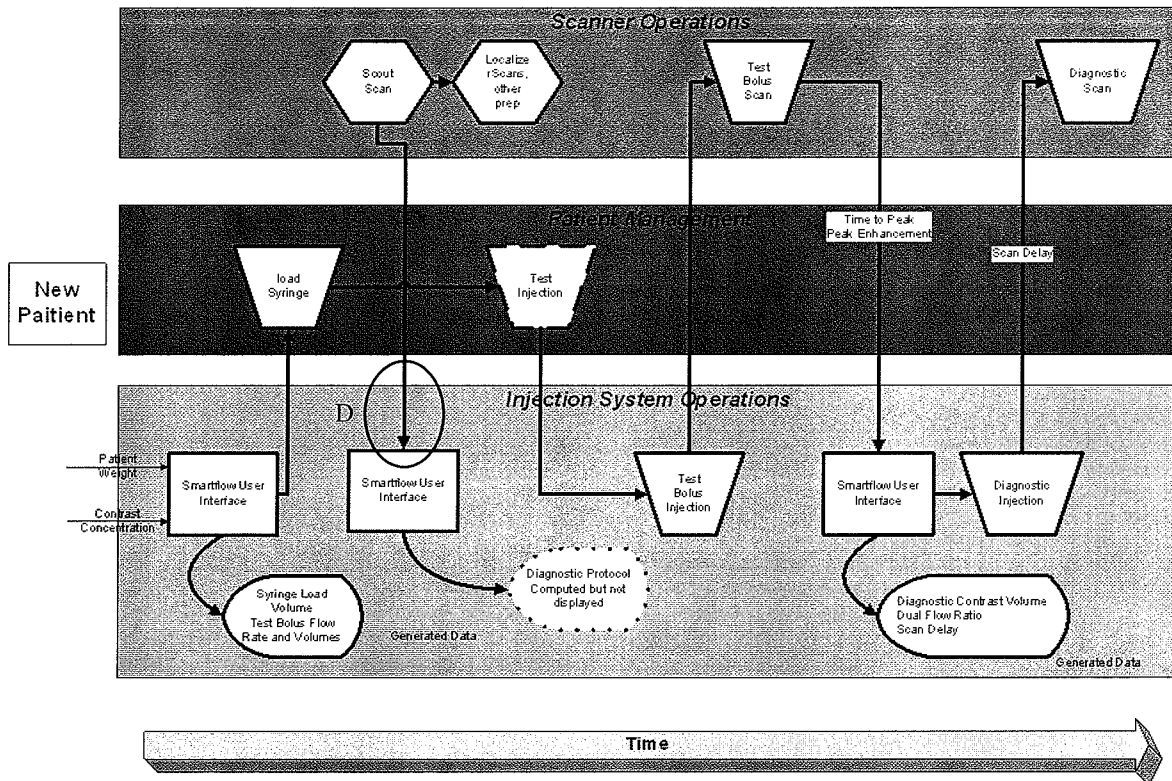 Scanner Operations
Scout
Scan
Localize
rScans,
other
prep
Test
Bolus
Scan
Diagnostic
Scan
Patient Management
Time to Peak
Peak Enhancement
Scan Delay
load
Syringe
Test
Injection
New
Paitient
Injection System Operations
D
Patient
Weight
Contrast
Concentration
Smartflow User
Interface
Smartflow User
Interface
Test
Bolus
Injection
Smartflow User
Interface
Diagnostic
Injection
Syringe Load
Volume
Test Bolus Flow
Rate and Volumes
Generated Data
Diagnostic Protocol
Computed but not
displayed
Diagnostic Contrast Volume
Dual Flow Ratio
Scan Delay
Generated Data
Time